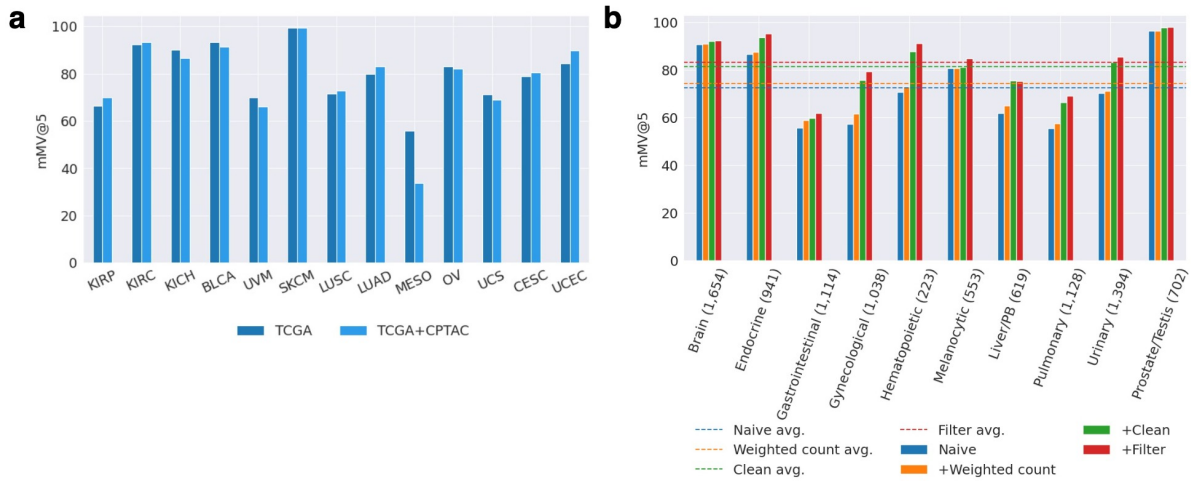 a
mMV@5
100
80
60
40
20
0
KIRP
KIRC
KICH
BLCA
UVM
SKCM
LUSC
LUAD
MESO
OV
UCS
CESC
UCEC
TCGA
TCGA+CPTAC
b
mMV@5
100
80
60
40
20
0
Brain (1,654)
Endocrine (941)
Gastrointestinal (1,114)
Gynecological (1,038)
Hematopoietic (223)
Melanocytic (553)
Liver/PB (619)
Pulmonary (1,128)
Urinary (1,394)
Prostate/Testis (702)
Naive avg.
Weighted count avg.
Clean avg.
Filter avg.
Naive
+Weighted count
+Clean
+Filter